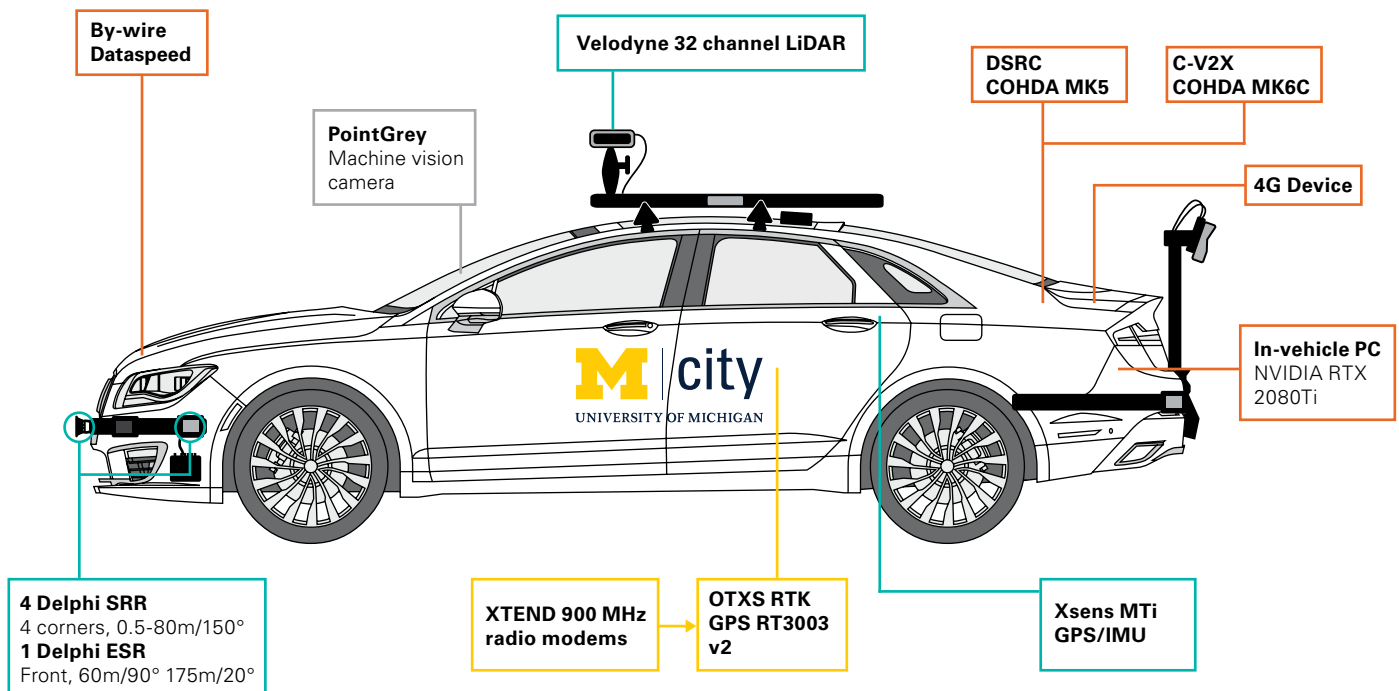 By-wire
Dataspeed
Velodyne 32 channel LiDAR
DSRC
COHDA MK5
C-V2X
COHDA MK6C
PointGrey
Machine vision
camera
4G Device
In-vehicle PC
NVIDIA RTX
2080Ti
M city
UNIVERSITY OF MICHIGAN
4 Delphi SRR
4 corners, 0.5-80m/150°
1 Delphi ESR
Front, 60m/90° 175m/20°
XTEND 900 MHz
radio modems
OTXS RTK
GPS RT3003
v2
Xsens MTi
GPS/IMU